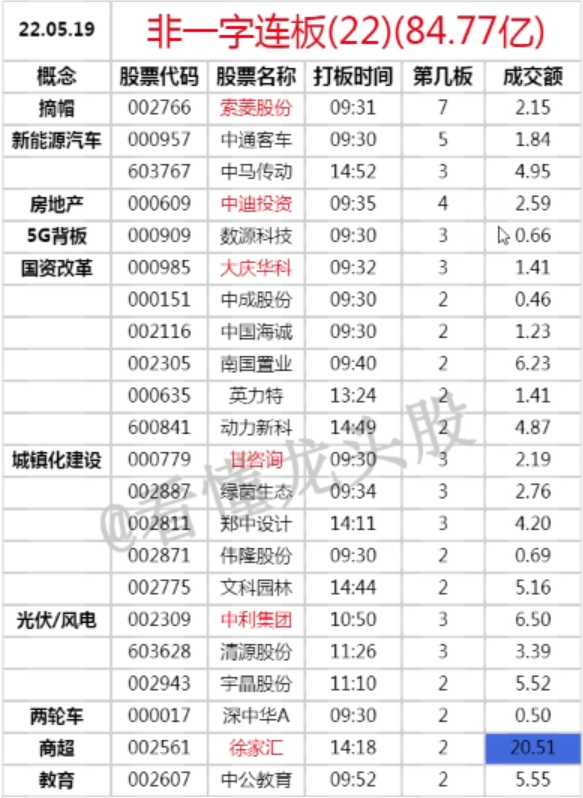 22.05.19 非一字连板(22)(84.77亿)
概念 股票代码 股票名称 打板时间 第几板 成交额
摘帽 002766 索菱股份 09:31 7 2.15
新能源汽车 000957 中通客车 09:30 5 1.84
603767 中马传动 14:52 3 4.95
房地产 000609 中迪投资 09:35 4 2.59
5G背板 000909 数源科技 09:30 3 0.66
国资改革 000985 大庆华科 09:32 3 1.41
000151 中成股份 09:30 2 0.46
002116 中国海诚 09:30 2 1.23
002305 南国置业 09:40 2 6.23
000635 英力特 13:24 2 1.41
600841 动力新科 14:49 2 4.87
城镇化建设 000779 甘咨询 09:30 3 2.19
002887 绿茵生态 09:34 3 2.76
002811 郑中设计 14:11 3 4.20
002871 伟隆股份 09:30 2 0.69
002775 文科园林 14:44 2 5.16
光伏/风电 002309 中利集团 10:50 3 6.50
603628 清源股份 11:26 3 3.39
002943 宇晶股份 11:10 2 5.52
两轮车 000017 深中华A 09:30 2 0.50
商超 002561 徐家汇 14:18 2 20.51
教育 002607 中公教育 09:52 2 5.55
@看懂龙头股